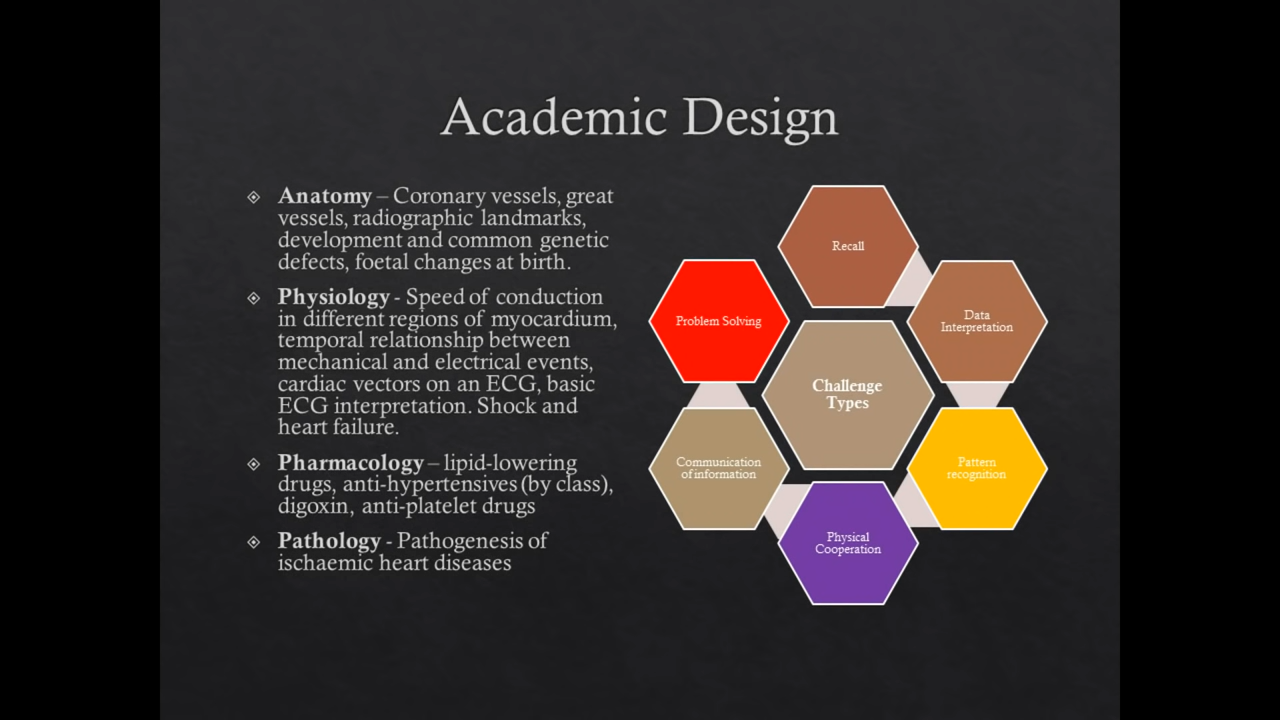 Academic Design
Anatomy – Coronary vessels, great
vessels, radiographic landmarks,
development and common genetic
defects, foetal changes at birth.
Physiology - Speed of conduction
in different regions of myocardium,
temporal relationship between
mechanical and electrical events,
cardiac vectors on an ECG, basic
ECG interpretation. Shock and
heart failure.
Pharmacology – lipid-lowering
drugs, anti-hypertensives (by class),
digoxin, anti-platelet drugs
Pathology - Pathogenesis of
ischaemic heart diseases
Recall
Data
Interpretation
Pattern
recognition
Physical
Cooperation
Communication
of information
Problem Solving
Challenge
Types